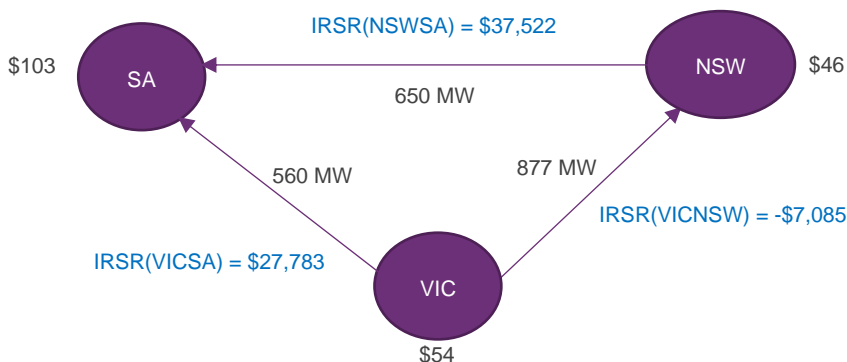 IRSR(NSWSA) = $37,522
$103
SA
NSW
$46
650 MW
560 MW
877 MW
IRSR(VICNSW) = -$7,085
IRSR(VICSA) = $27,783
VIC
$54